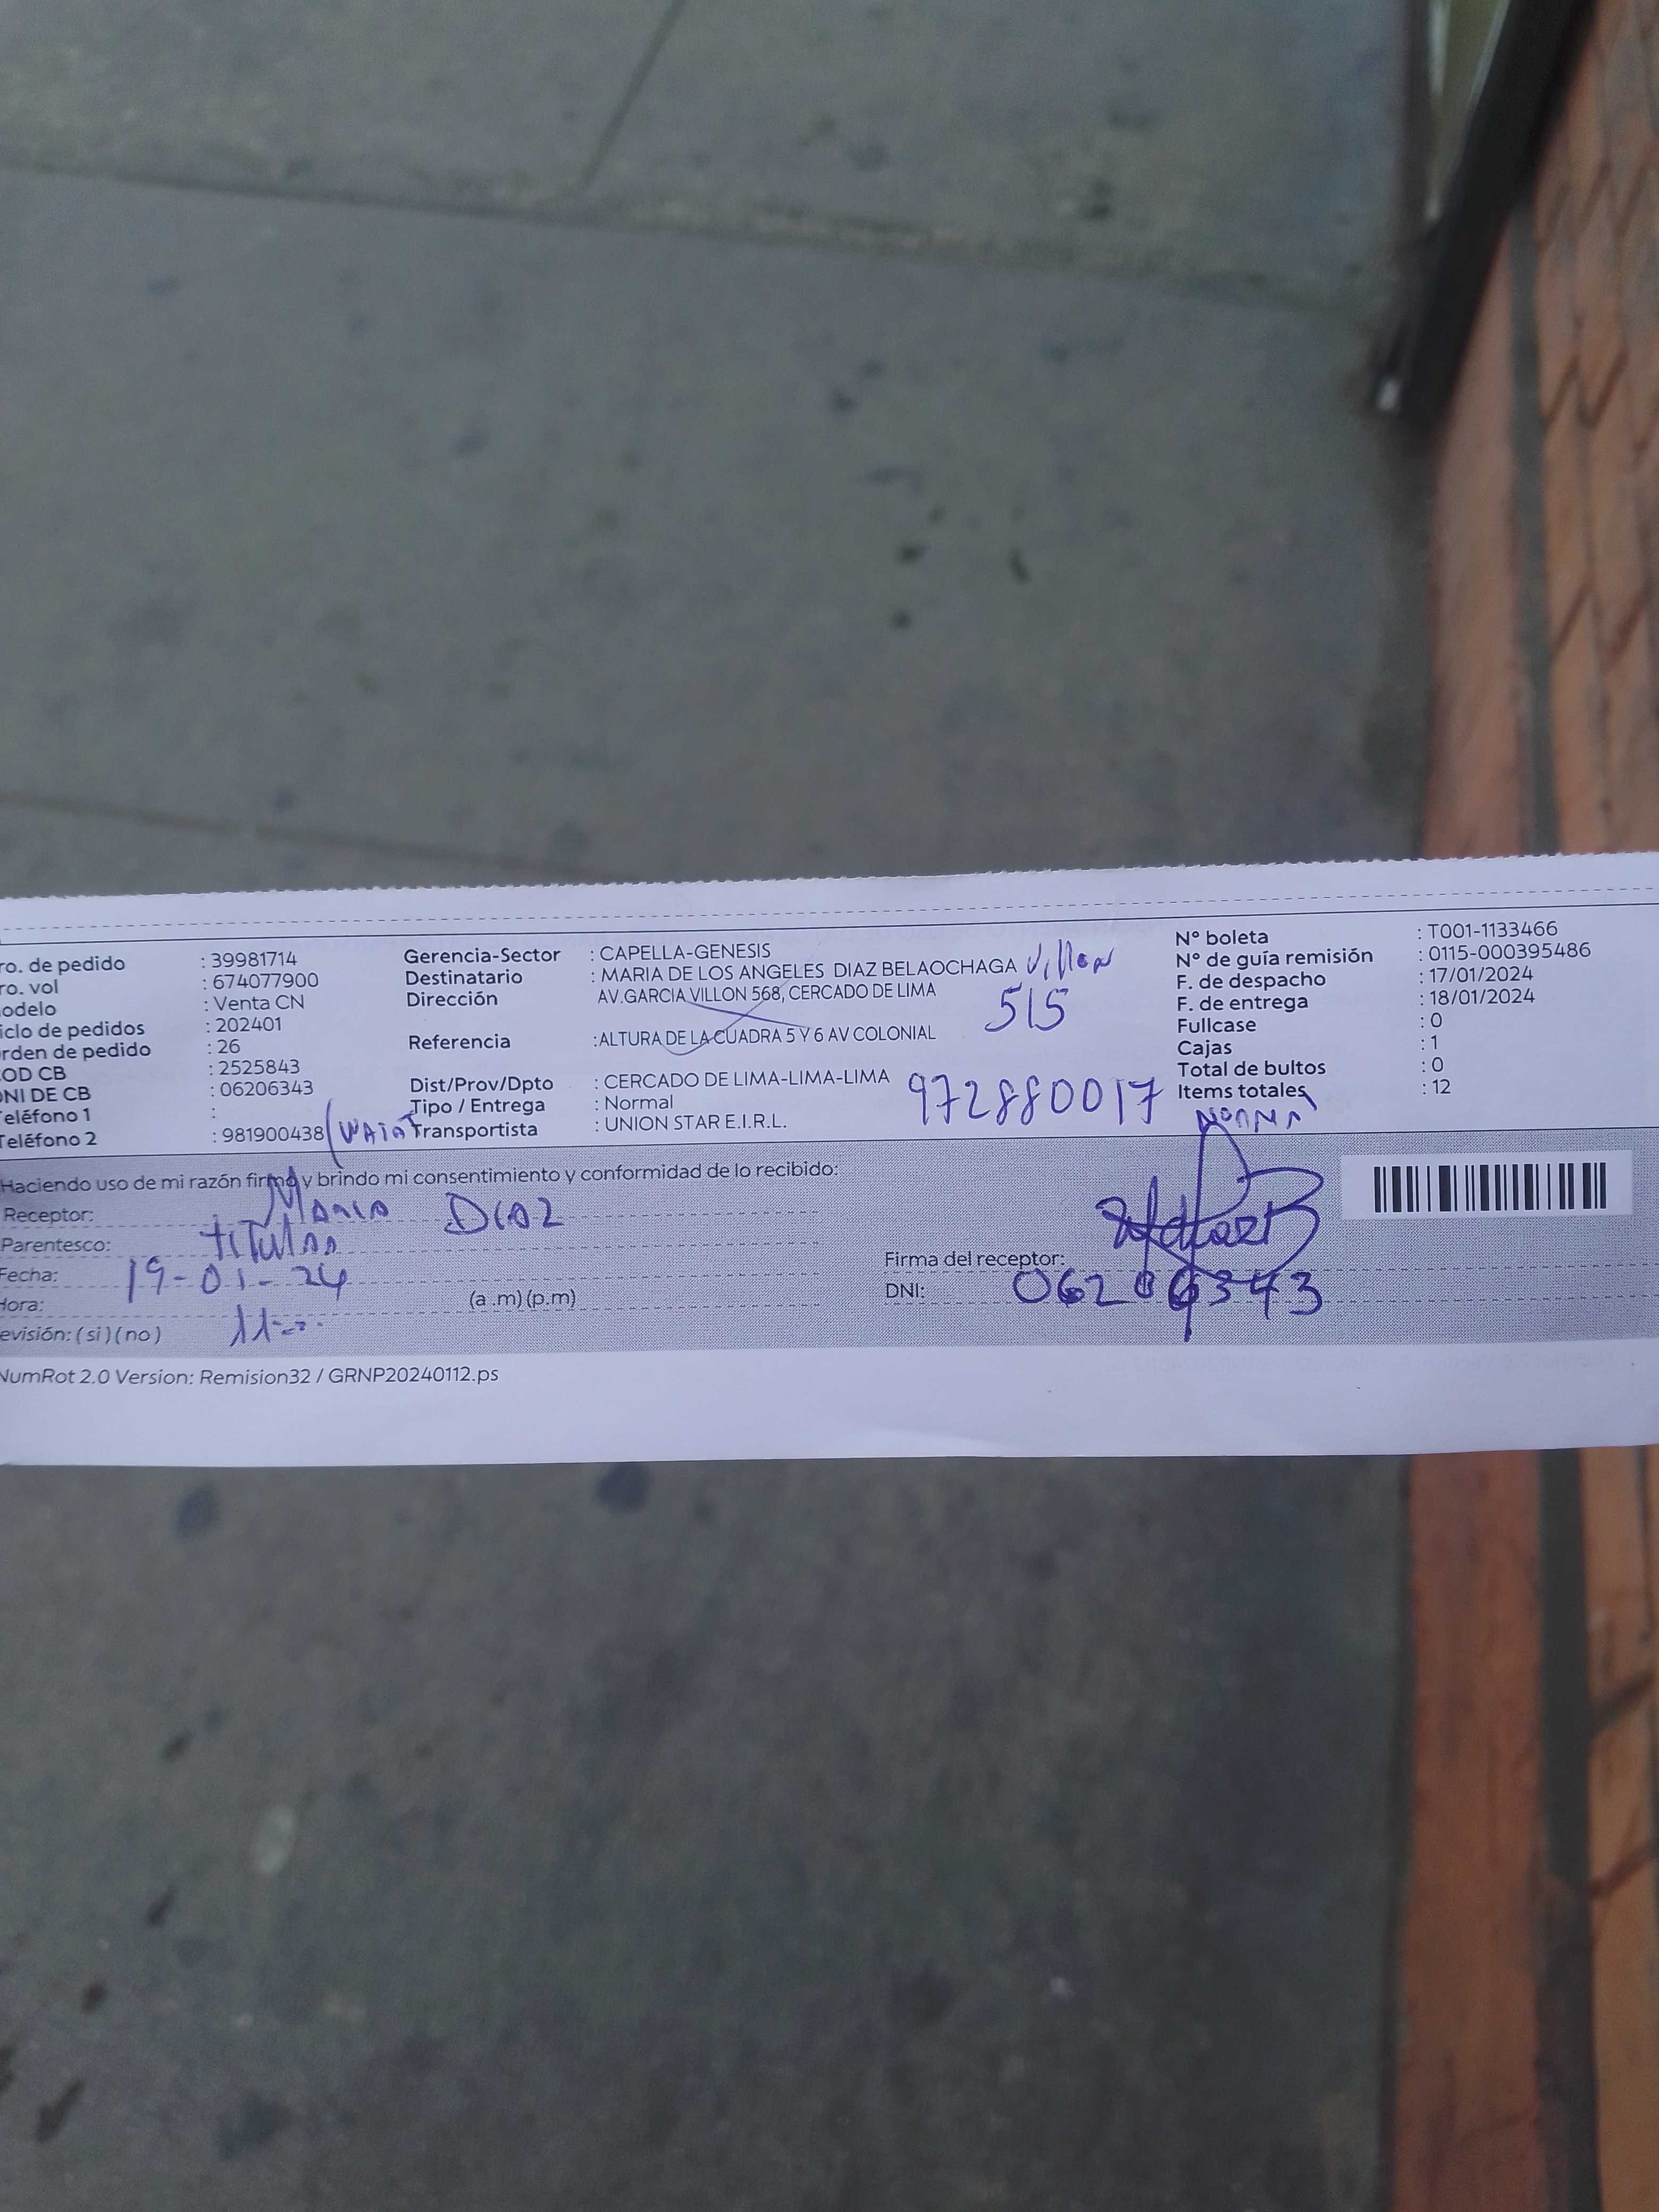 ro. de pedido : 39981714
ro. vol : 674077900
odelo : Venta CN
iclo de pedidos : 202401
rden de pedido : 26
OD CB : 2525843
NI DE CB : 06206343
eléfono 1 :
eléfono 2 : 981900438
Gerencia-Sector : CAPELLA-GENESIS
Destinatario : MARIA DE LOS ANGELES DIAZ BELAOCHAGA Villon
Dirección AV.GARCIA VILLON 568, CERCADO DE LIMA 515
Referencia :ALTURA DE LA CUADRA 5 Y 6 AV COLONIAL
Dist/Prov/Dpto : CERCADO DE LIMA-LIMA-LIMA
972880017
Tipo / Entrega : Normal
Transportista : UNION STAR E.I.R.L.
N° boleta : T001-1133466
N° de guía remisión : 0115-000395486
F. de despacho : 17/01/2024
F. de entrega : 18/01/2024
Fullcase : 0
Cajas : 1
Total de bultos : 0
Items totales : 12
Haciendo uso de mi razón firmo y brindo mi consentimiento y conformidad de lo recibido:
Receptor: Maria DIAZ
Parentesco: titular
Fecha: 19-01-24
Hora: (a .m) (p.m)
evisión: ( si ) ( no )
Firma del receptor:
DNI: 06206343
NumRot 2.0 Version: Remision32 / GRNP20240112.ps